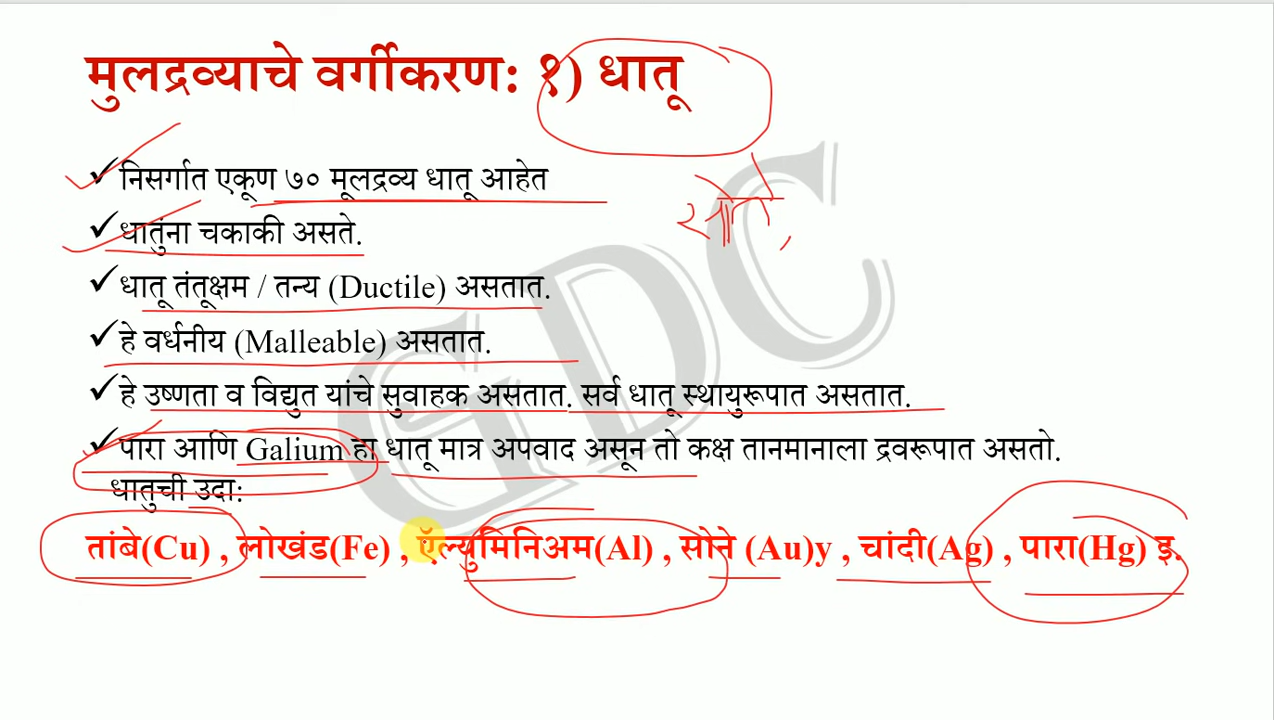 मुलद्रव्याचे वर्गीकरण: १) धातू
निसर्गात एकूण ७० मूलद्रव्य धातू आहेत
धातुंना चकाकी असते.
धातू तंतूक्षम / तन्य (Ductile) असतात.
हे वर्धनीय (Malleable) असतात.
हे उष्णता व विद्युत यांचे सुवाहक असतात. सर्व धातू स्थायुरूपात असतात.
पारा आणि Galium हा धातू मात्र अपवाद असून तो कक्ष तानमानाला द्रवरूपात असतो.
धातुची उदा:
तांबे(Cu) , लोखंड(Fe) , ऍल्युमिनिअम(Al) , सोने (Au)y , चांदी(Ag) , पारा(Hg) इ.
GDC